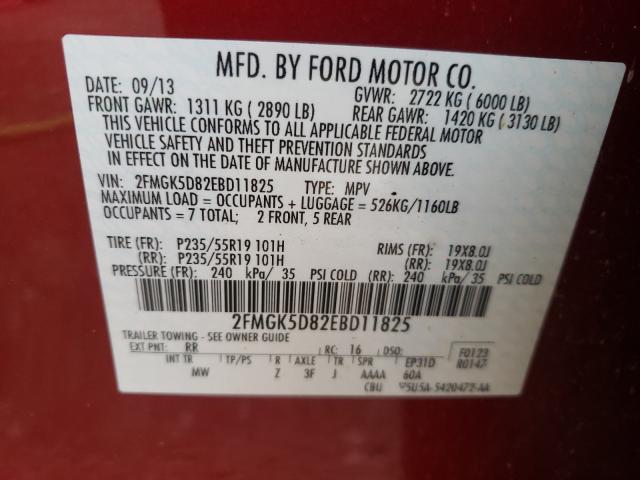 MFD. BY FORD MOTOR CO.
DATE: 09/13 GVWR: 2722 KG ( 6000 LB)
FRONT GAWR: 1311 KG ( 2890 LB) REAR GAWR: 1420 KG ( 3130 LB)
THIS VEHICLE CONFORMS TO ALL APPLICABLE FEDERAL MOTOR
VEHICLE SAFETY AND THEFT PREVENTION STANDARDS
IN EFFECT ON THE DATE OF MANUFACTURE SHOWN ABOVE.
VIN: 2FMGK5D82EBD11825 TYPE: MPV
MAXIMUM LOAD = OCCUPANTS + LUGGAGE = 526KG/1160LB
OCCUPANTS = 7 TOTAL; 2 FRONT, 5 REAR
TIRE (FR): P235/55R19 101H RIMS (FR): 19X8.0J
(RR): P235/55R19 101H (RR): 19X8.0J
PRESSURE (FR): 240 kPa/ 35 PSI COLD (RR): 240 kPa/ 35 PSI COLD
2FMGK5D82EBD11825
TRAILER TOWING - SEE OWNER GUIDE
EXT PNT: RR RC: 16 DSO: F0123
INT TR TP/PS R AXLE TR SPR EP31D R0147
MW Z 3F J AAAA 60A
CBU 5U5A-5420472-AA